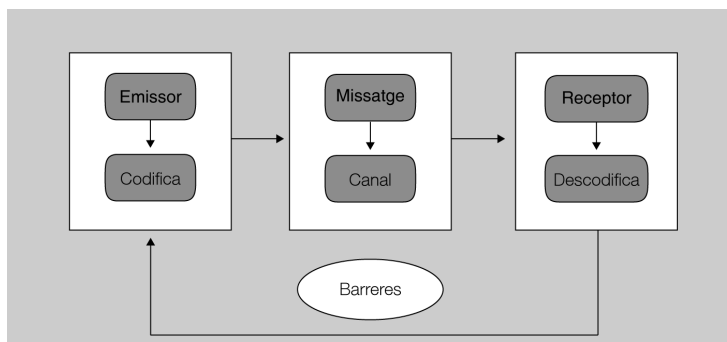 Emissor
Codifica
Missatge
Canal
Receptor
Descodifica
Barreres